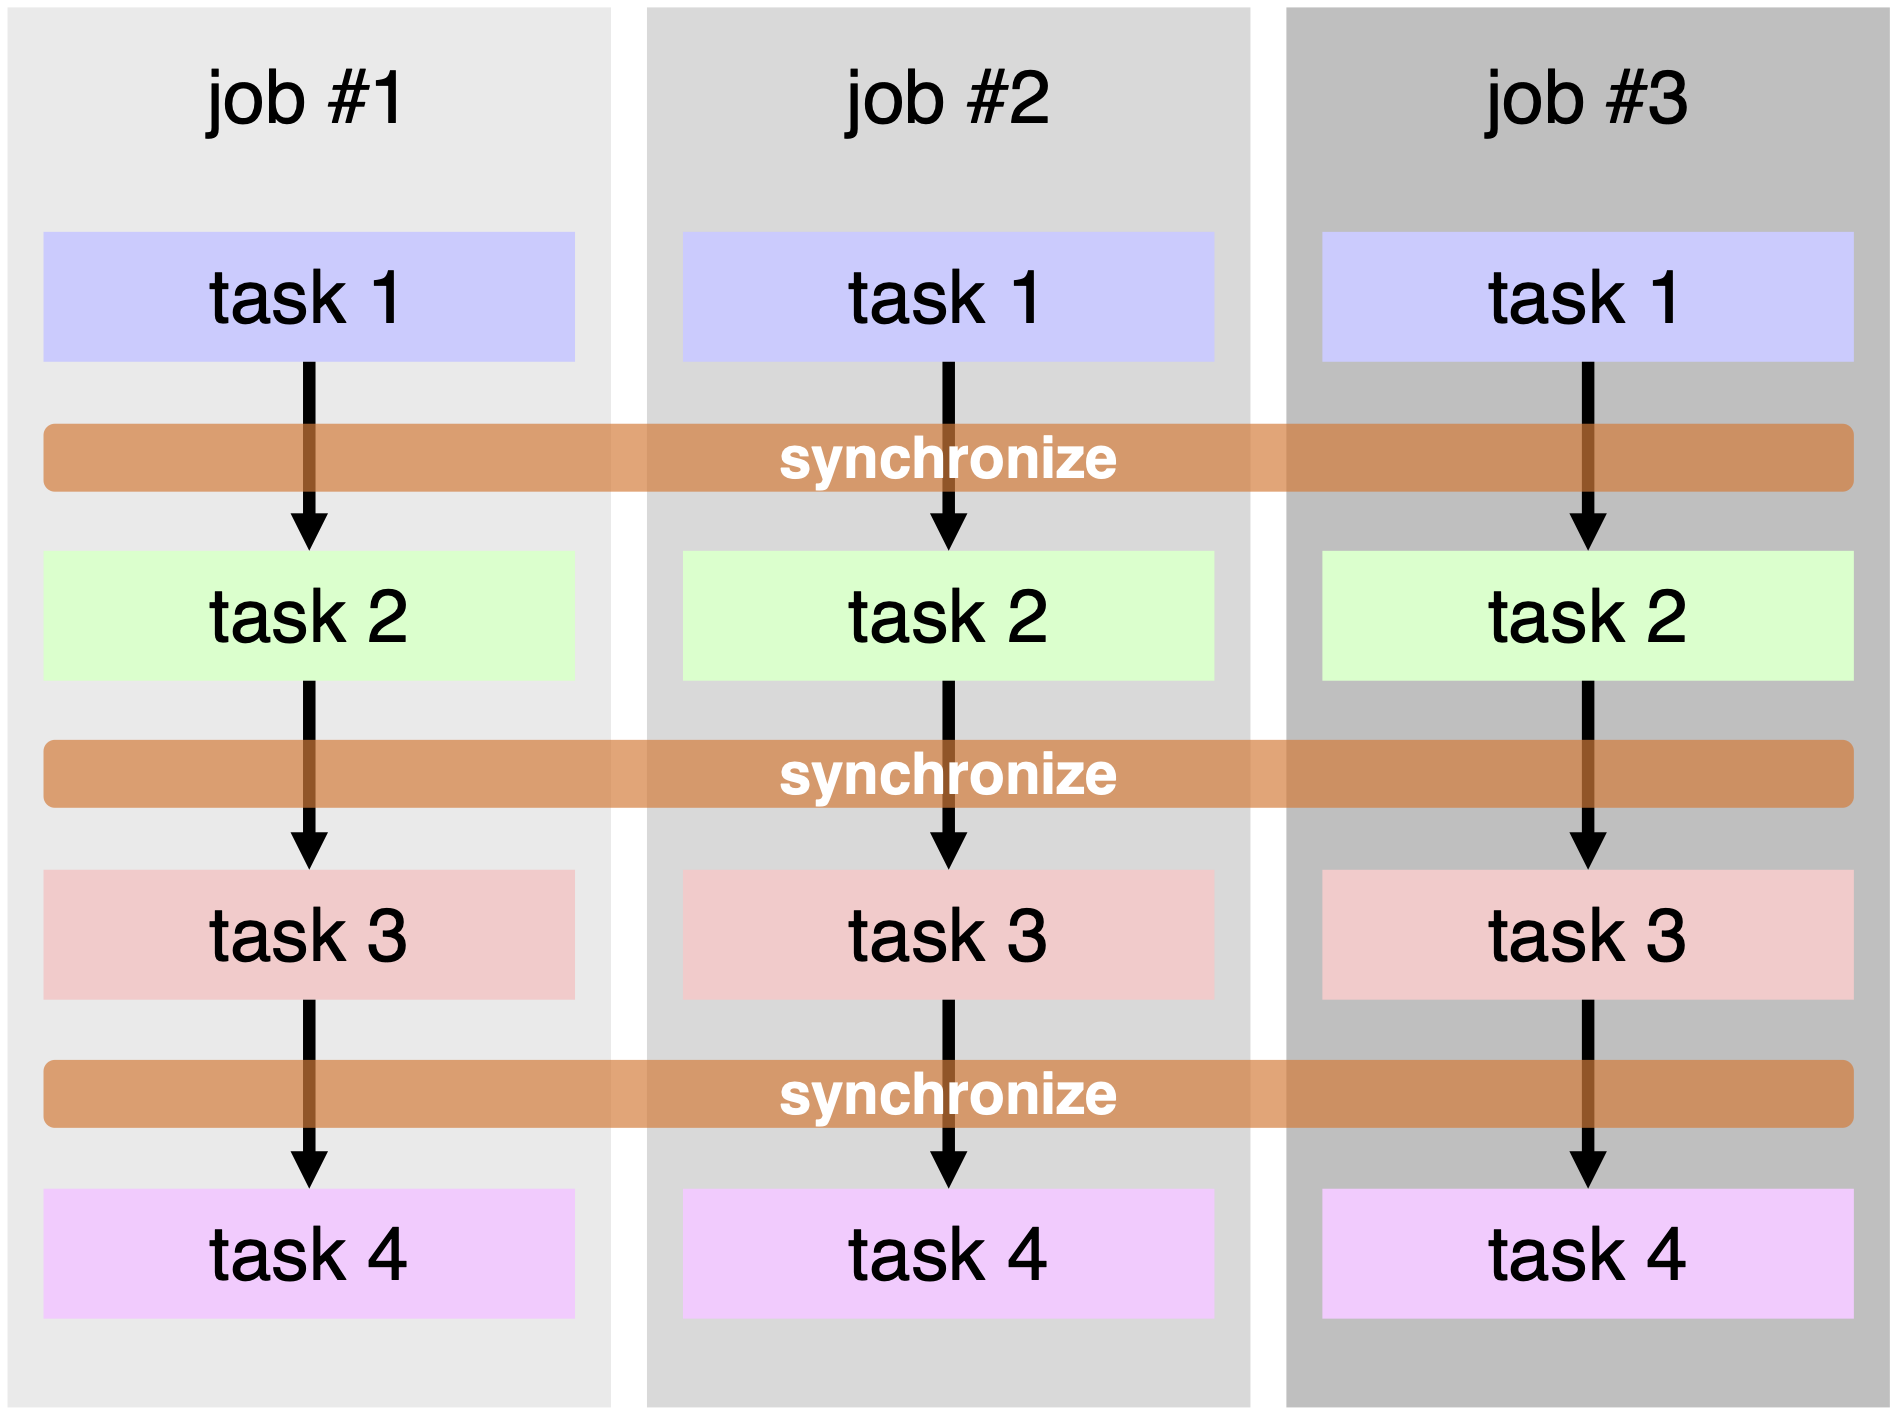 job #1
job #2
job #3
task 1
task 1
task 1
synchronize
task 2
task 2
task 2
synchronize
task 3
task 3
task 3
synchronize
task 4
task 4
task 4